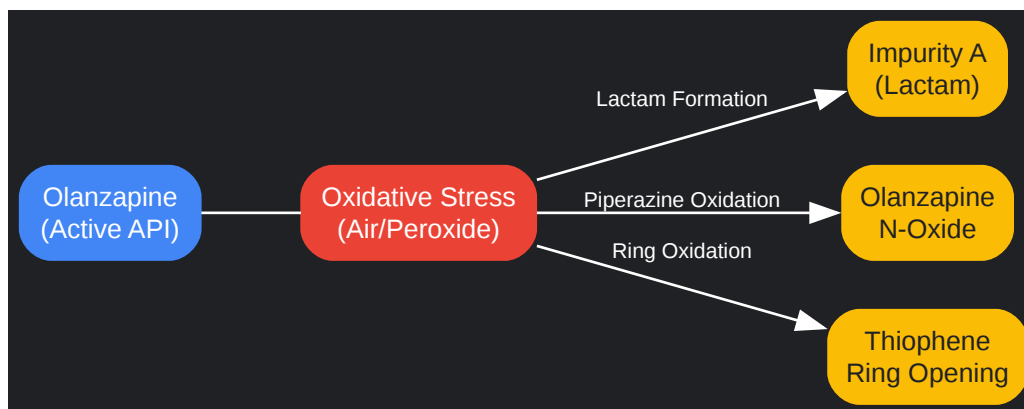 Olanzapine
(Active API)
Oxidative Stress
(Air/Peroxide)
Lactam Formation
Impurity A
(Lactam)
Piperazine Oxidation
Olanzapine
N-Oxide
Ring Oxidation
Thiophene
Ring Opening